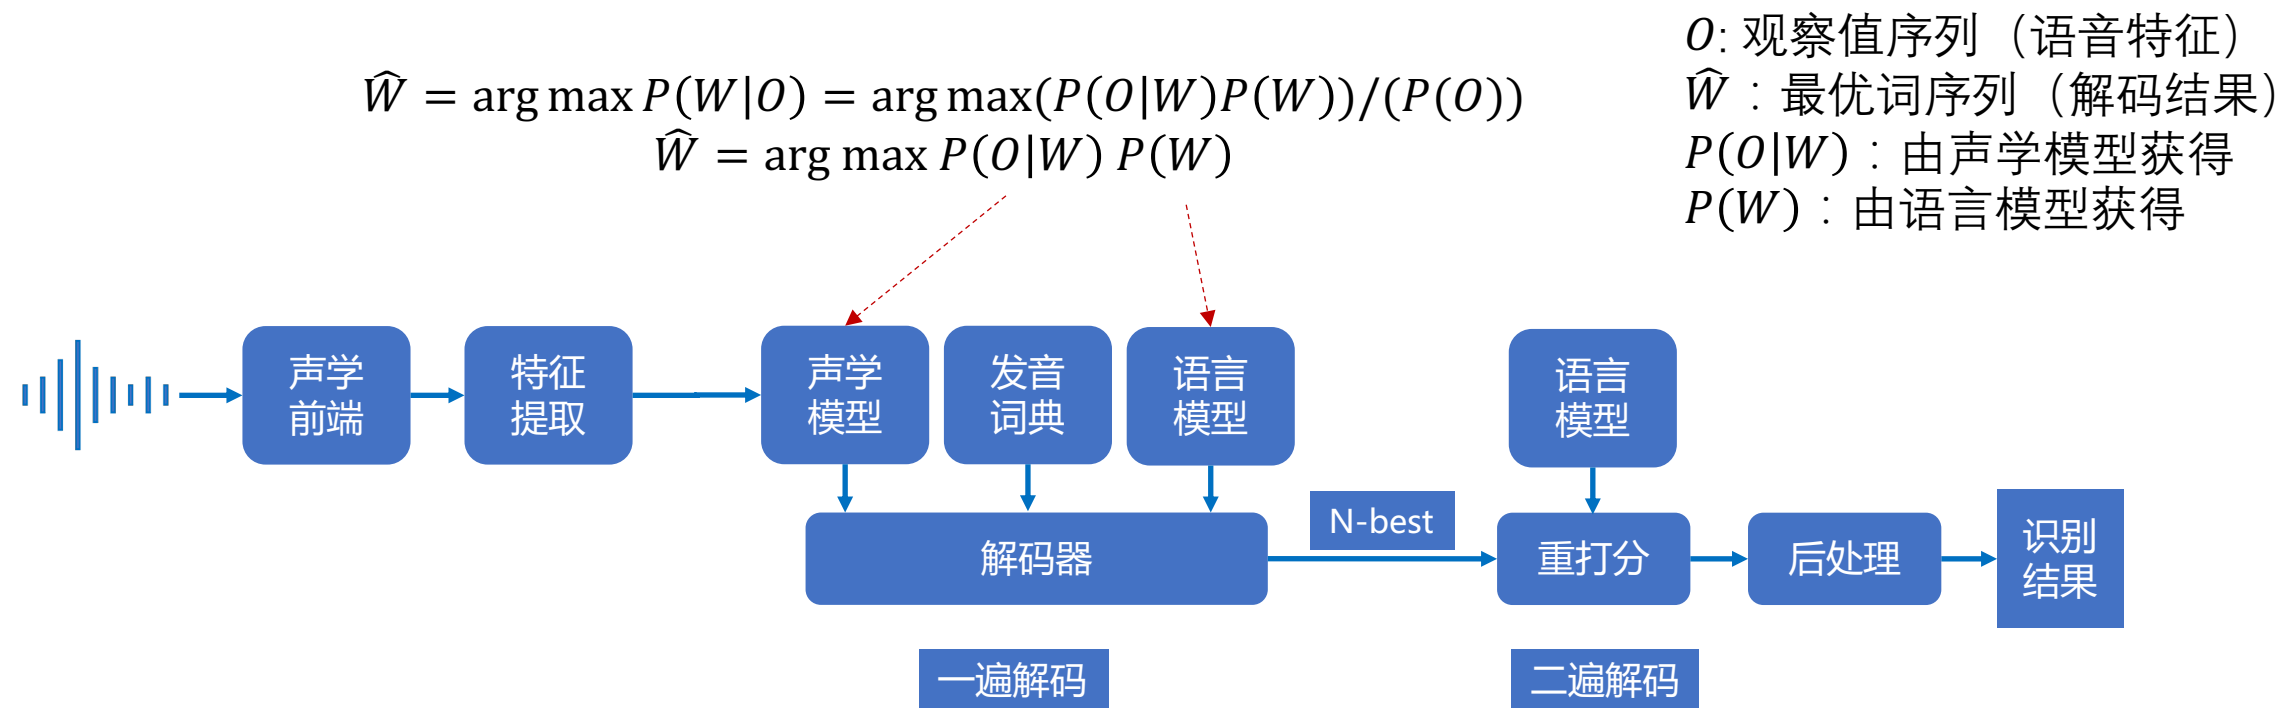 O: 观察值序列（语音特征）
Ŵ = arg max P(W|O) = arg max(P(O|W)P(W))/(P(O))
Ŵ：最优词序列（解码结果）
Ŵ = arg max P(O|W) P(W)
P(O|W)：由声学模型获得
P(W)：由语言模型获得
声学
前端
特征
提取
声学
模型
发音
词典
语言
模型
语言
模型
解码器
N-best
重打分
后处理
识别
结果
一遍解码
二遍解码